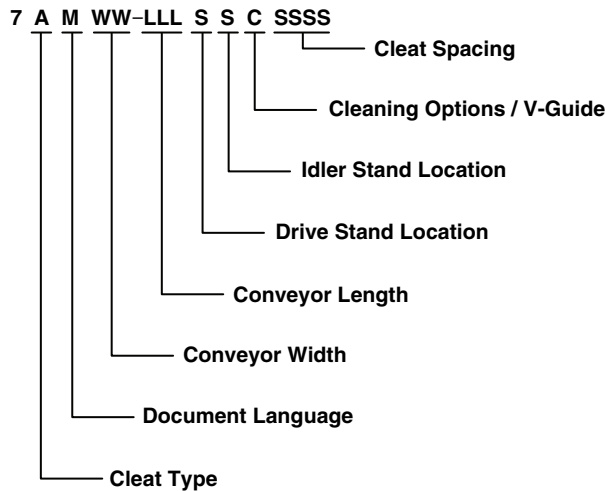 7 A M WW-LLL S S C SSSS
Cleat Spacing
Cleaning Options / V-Guide
Idler Stand Location
Drive Stand Location
Conveyor Length
Conveyor Width
Document Language
Cleat Type